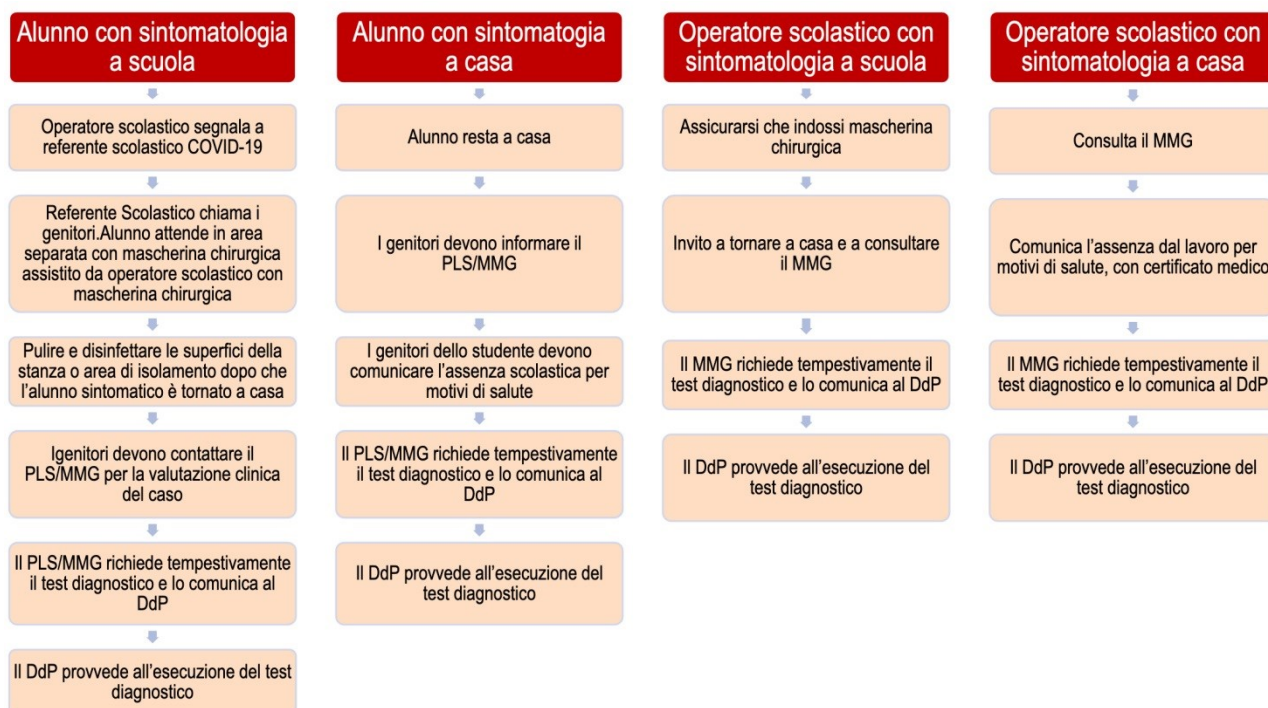 Alunno con sintomatologia
a scuola
Operatore scolastico segnala a
referente scolastico COVID-19
Referente Scolastico chiama i
genitori.Alunno attende in area
separata con mascherina chirurgica
assistito da operatore scolastico con
mascherina chirurgica
Pulire e disinfettare le superfici della
stanza o area di isolamento dopo che
l'alunno sintomatico è tornato a casa
Igenitori devono contattare il
PLS/MMG per la valutazione clinica
del caso
Il PLS/MMG richiede tempestivamente
il test diagnostico e lo comunica al
DdP
Il DdP provvede all'esecuzione del test
diagnostico
Alunno con sintomatogia
a casa
Alunno resta a casa
I genitori devono informare il
PLS/MMG
I genitori dello studente devono
comunicare l'assenza scolastica per
motivi di salute
Il PLS/MMG richiede tempestivamente
il test diagnostico e lo comunica al
DdP
Il DdP provvede all'esecuzione del
test diagnostico
Operatore scolastico con
sintomatologia a scuola
Assicurarsi che indossi mascherina
chirurgica
Invito a tornare a casa e a consultare
il MMG
Il MMG richiede tempestivamente il
test diagnostico e lo comunica al DdP
Il DdP provvede all'esecuzione del
test diagnostico
Operatore scolastico con
sintomatologia a casa
Consulta il MMG
Comunica l'assenza dal lavoro per
motivi di salute, con certificato medico
Il MMG richiede tempestivamente il
test diagnostico e lo comunica al DdP
Il DdP provvede all'esecuzione del
test diagnostico